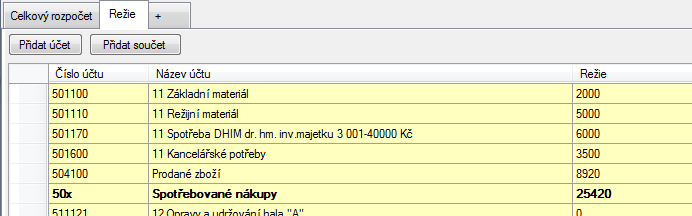 Celkový rozpočet Režie +
Přidat účet Přidat součet
Číslo účtu Název účtu Režie
501100 11 Základní materiál 2000
501110 11 Režijní materiál 5000
501170 11 Spotřeba DHIM dr. hm. inv.majetku 3 001-40000 Kč 6000
501600 11 Kancelářské potřeby 3500
504100 Prodané zboží 8920
50x Spotřebované nákupy 25420
511121 12 Opravy a udržování hala "A" 0